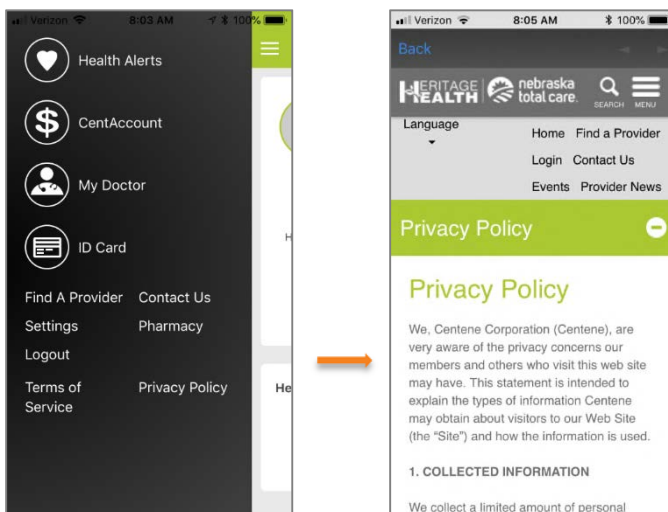 Verizon 8:03 AM 100%
Health Alerts
$ CentAccount
My Doctor
ID Card
Find A Provider Contact Us
Settings Pharmacy
Logout
Terms of Service Privacy Policy
H
He
Verizon 8:05 AM 100%
Back
HERITAGE HEALTH nebraska total care.
SEARCH MENU
Language
Home Find a Provider
Login Contact Us
Events Provider News
Privacy Policy
Privacy Policy
We, Centene Corporation (Centene), are
very aware of the privacy concerns our
members and others who visit this web site
may have. This statement is intended to
explain the types of information Centene
may obtain about visitors to our Web Site
(the “Site”) and how the information is used.
1. COLLECTED INFORMATION
We collect a limited amount of personal